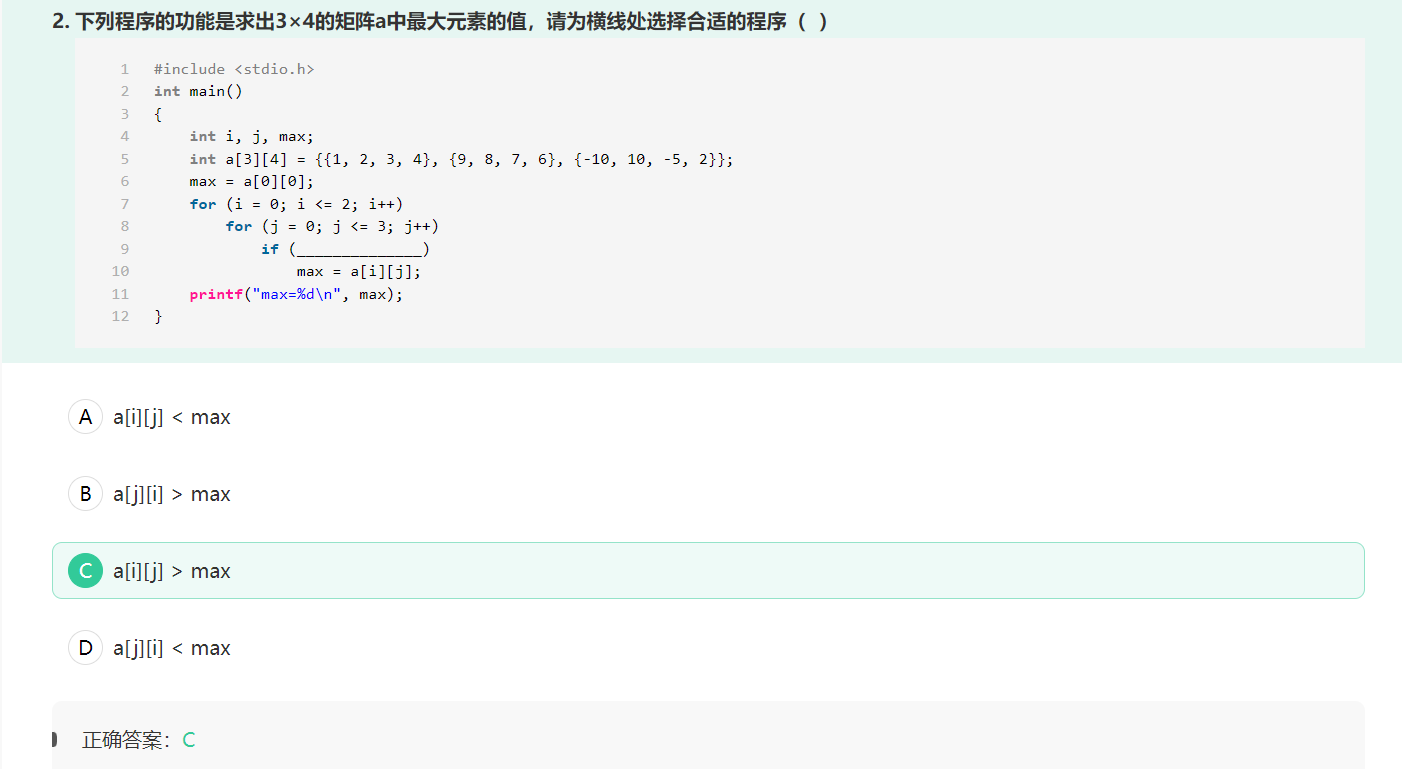 2. 下列程序的功能是求出3×4的矩阵a中最大元素的值，请为横线处选择合适的程序（  ）
1 #include <stdio.h>
2 int main()
3 {
4     int i, j, max;
5     int a[3][4] = {{1, 2, 3, 4}, {9, 8, 7, 6}, {-10, 10, -5, 2}};
6     max = a[0][0];
7     for (i = 0; i <= 2; i++)
8         for (j = 0; j <= 3; j++)
9             if (______________)
10                 max = a[i][j];
11     printf("max=%d\n", max);
12 }
A a[i][j] < max
B a[j][i] > max
C a[i][j] > max
D a[j][i] < max
正确答案：C